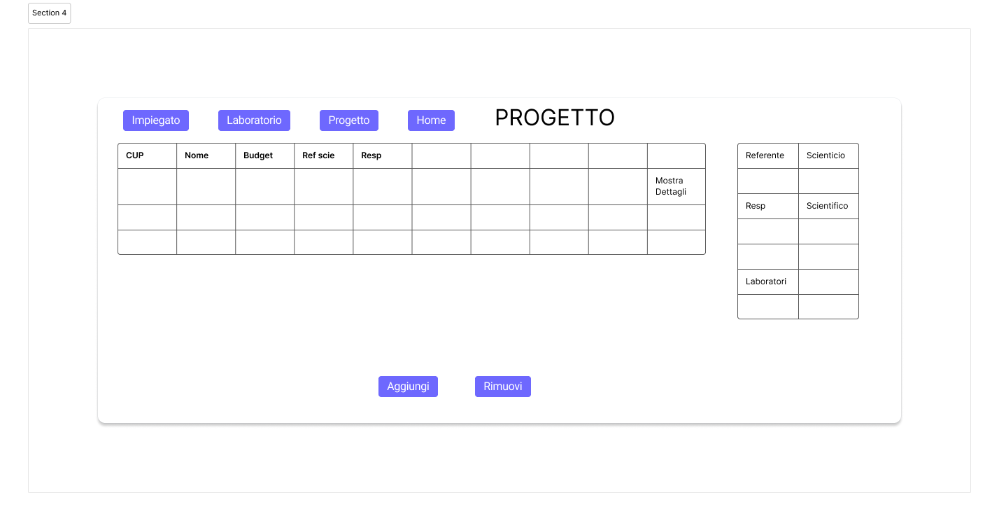 Section 4
Impiegato Laboratorio Progetto Home PROGETTO
CUP Nome Budget Ref scie Resp
Mostra
Dettagli
Referente Scienticio
Resp Scientifico
Laboratori
Aggiungi Rimuovi